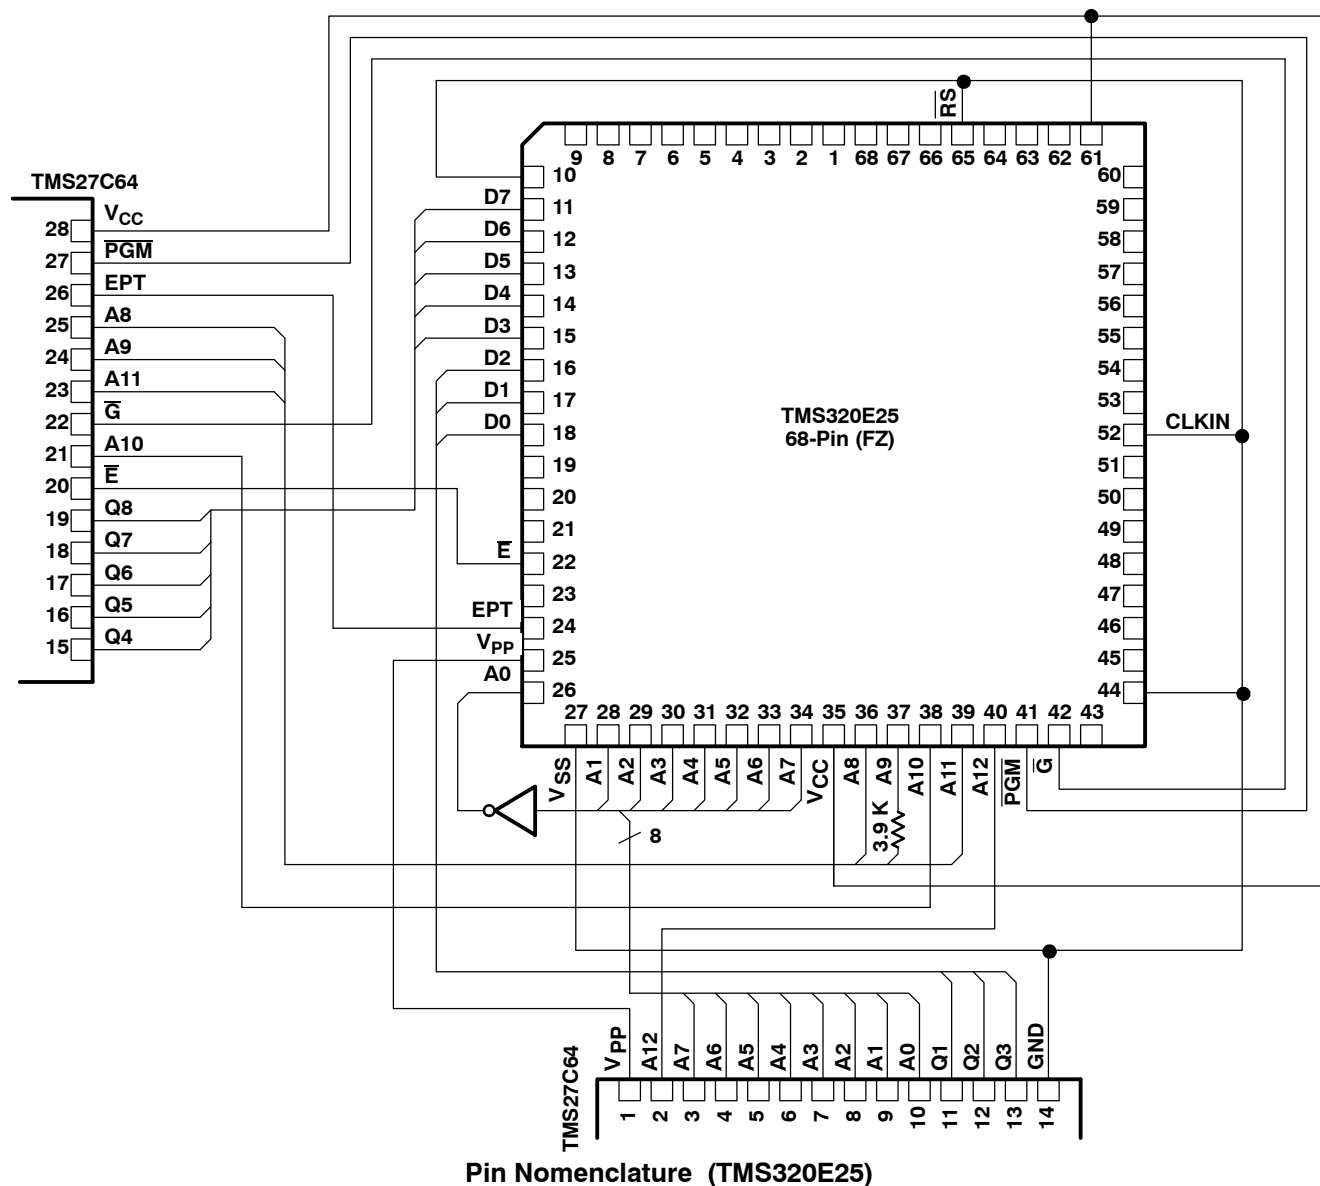 RS
9 8 7 6 5 4 3 2 1 68 67 66 65 64 63 62 61
TMS27C64
28 VCC
27 PGM
26 EPT
25 A8
24 A9
23 A11
22 G
21 A10
20 E
19 Q8
18 Q7
17 Q6
16 Q5
15 Q4
10
D7 11
D6 12
D5 13
D4 14
D3 15
D2 16
D1 17
D0 18
19
20
21
E 22
23
EPT 24
VPP 25
A0 26
TMS320E25
68-Pin (FZ)
60
59
58
57
56
55
54
53
52 CLKIN
51
50
49
48
47
46
45
44
27 28 29 30 31 32 33 34 35 36 37 38 39 40 41 42 43
VSS A1 A2 A3 A4 A5 A6 A7 VCC A8 A9 A10 A11 A12 PGM G
3.9 K
8
TMS27C64
VPP A12 A7 A6 A5 A4 A3 A2 A1 A0 Q1 Q2 Q3 GND
1 2 3 4 5 6 7 8 9 10 11 12 13 14
Pin Nomenclature (TMS320E25)